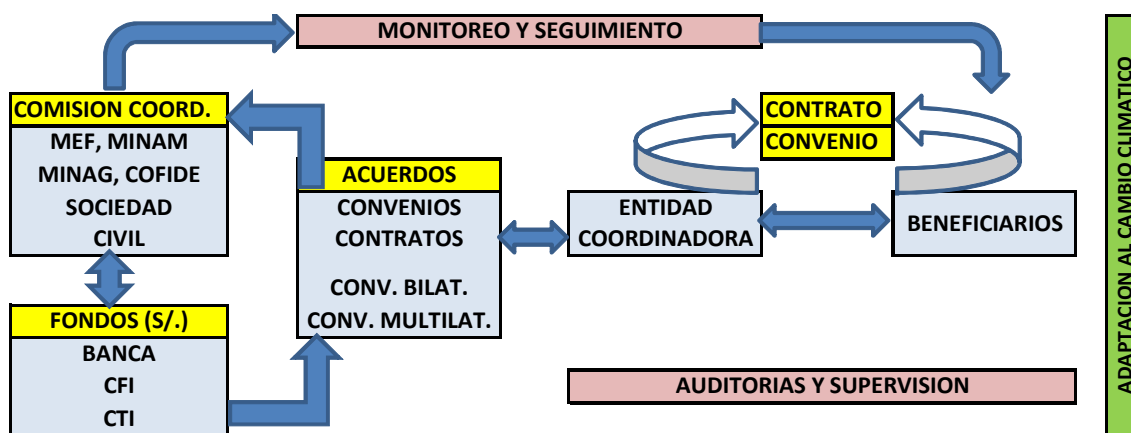 MONITOREO Y SEGUIMIENTO
COMISION COORD.
MEF, MINAM
MINAG, COFIDE
SOCIEDAD
CIVIL
FONDOS (S/.)
BANCA
CFI
CTI
ACUERDOS
CONVENIOS
CONTRATOS
CONV. BILAT.
CONV. MULTILAT.
ENTIDAD
COORDINADORA
CONTRATO
CONVENIO
BENEFICIARIOS
AUDITORIAS Y SUPERVISION
ADAPTACION AL CAMBIO CLIMATICO